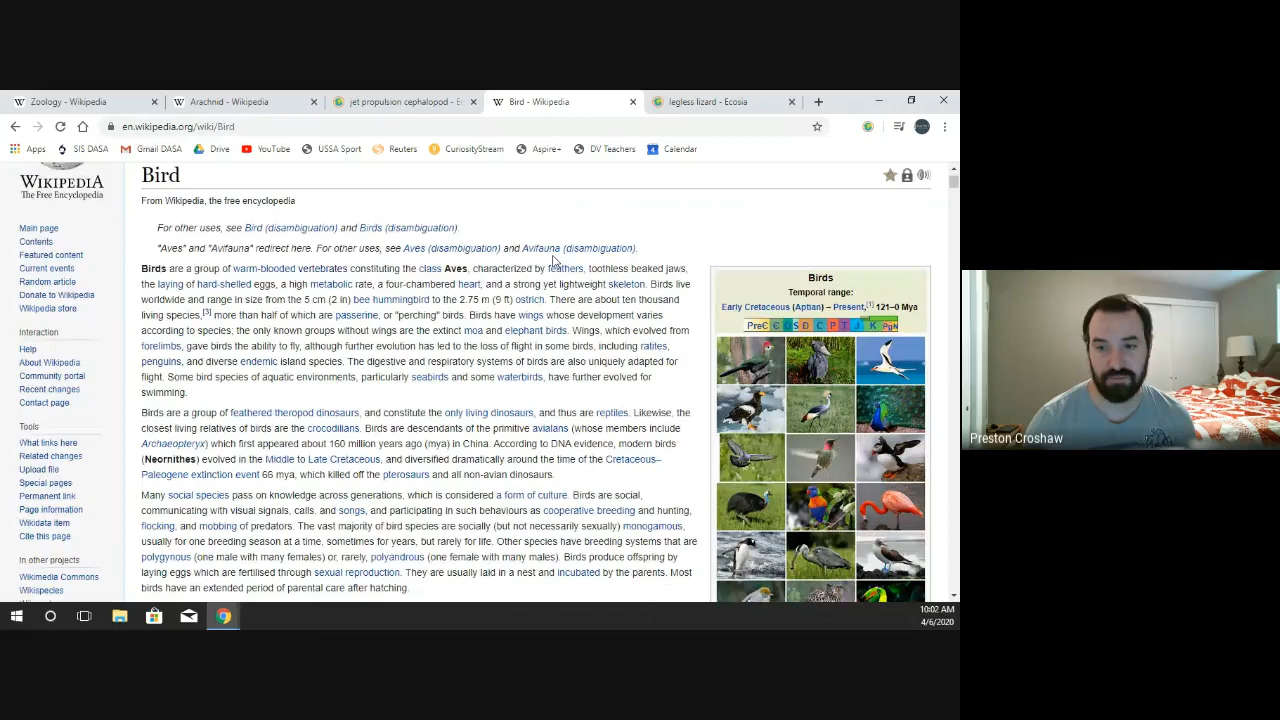 Zoology - Wikipedia
Arachnid - Wikipedia
jet propulsion cephalopod - Ec
Bird - Wikipedia
legless lizard - Ecosia
en.wikipedia.org/wiki/Bird
Apps SIS DASA Gmail DASA Drive YouTube USSA Sport Reuters CuriosityStream Aspire+ DV Teachers Calendar
WIKIPEDIA
The Free Encyclopedia
Main page
Contents
Featured content
Current events
Random article
Donate to Wikipedia
Wikipedia store
Interaction
Help
About Wikipedia
Community portal
Recent changes
Contact page
Tools
What links here
Related changes
Upload file
Special pages
Permanent link
Page information
Wikidata item
Cite this page
In other projects
Wikimedia Commons
Wikispecies
Bird
From Wikipedia, the free encyclopedia
For other uses, see Bird (disambiguation) and Birds (disambiguation).
"Aves" and "Avifauna" redirect here. For other uses, see Aves (disambiguation) and Avifauna (disambiguation).
Birds are a group of warm-blooded vertebrates constituting the class Aves, characterized by feathers, toothless beaked jaws,
the laying of hard-shelled eggs, a high metabolic rate, a four-chambered heart, and a strong yet lightweight skeleton. Birds live
worldwide and range in size from the 5 cm (2 in) bee hummingbird to the 2.75 m (9 ft) ostrich. There are about ten thousand
living species,[3] more than half of which are passerine, or "perching" birds. Birds have wings whose development varies
according to species; the only known groups without wings are the extinct moa and elephant birds. Wings, which evolved from
forelimbs, gave birds the ability to fly, although further evolution has led to the loss of flight in some birds, including ratites,
penguins, and diverse endemic island species. The digestive and respiratory systems of birds are also uniquely adapted for
flight. Some bird species of aquatic environments, particularly seabirds and some waterbirds, have further evolved for
swimming.
Birds are a group of feathered theropod dinosaurs, and constitute the only living dinosaurs, and thus are reptiles. Likewise, the
closest living relatives of birds are the crocodilians. Birds are descendants of the primitive avialans (whose members include
Archaeopteryx) which first appeared about 160 million years ago (mya) in China. According to DNA evidence, modern birds
(Neornithes) evolved in the Middle to Late Cretaceous, and diversified dramatically around the time of the Cretaceous–
Paleogene extinction event 66 mya, which killed off the pterosaurs and all non-avian dinosaurs.
Many social species pass on knowledge across generations, which is considered a form of culture. Birds are social,
communicating with visual signals, calls, and songs, and participating in such behaviours as cooperative breeding and hunting,
flocking, and mobbing of predators. The vast majority of bird species are socially (but not necessarily sexually) monogamous,
usually for one breeding season at a time, sometimes for years, but rarely for life. Other species have breeding systems that are
polygynous (one male with many females) or, rarely, polyandrous (one female with many males). Birds produce offspring by
laying eggs which are fertilised through sexual reproduction. They are usually laid in a nest and incubated by the parents. Most
birds have an extended period of parental care after hatching.
Birds
Temporal range:
Early Cretaceous (Aptian) – Present,[1] 121–0 Mya
PreЄ Є O S D C P T J K PgN
10:02 AM
4/6/2020
Preston Croshaw